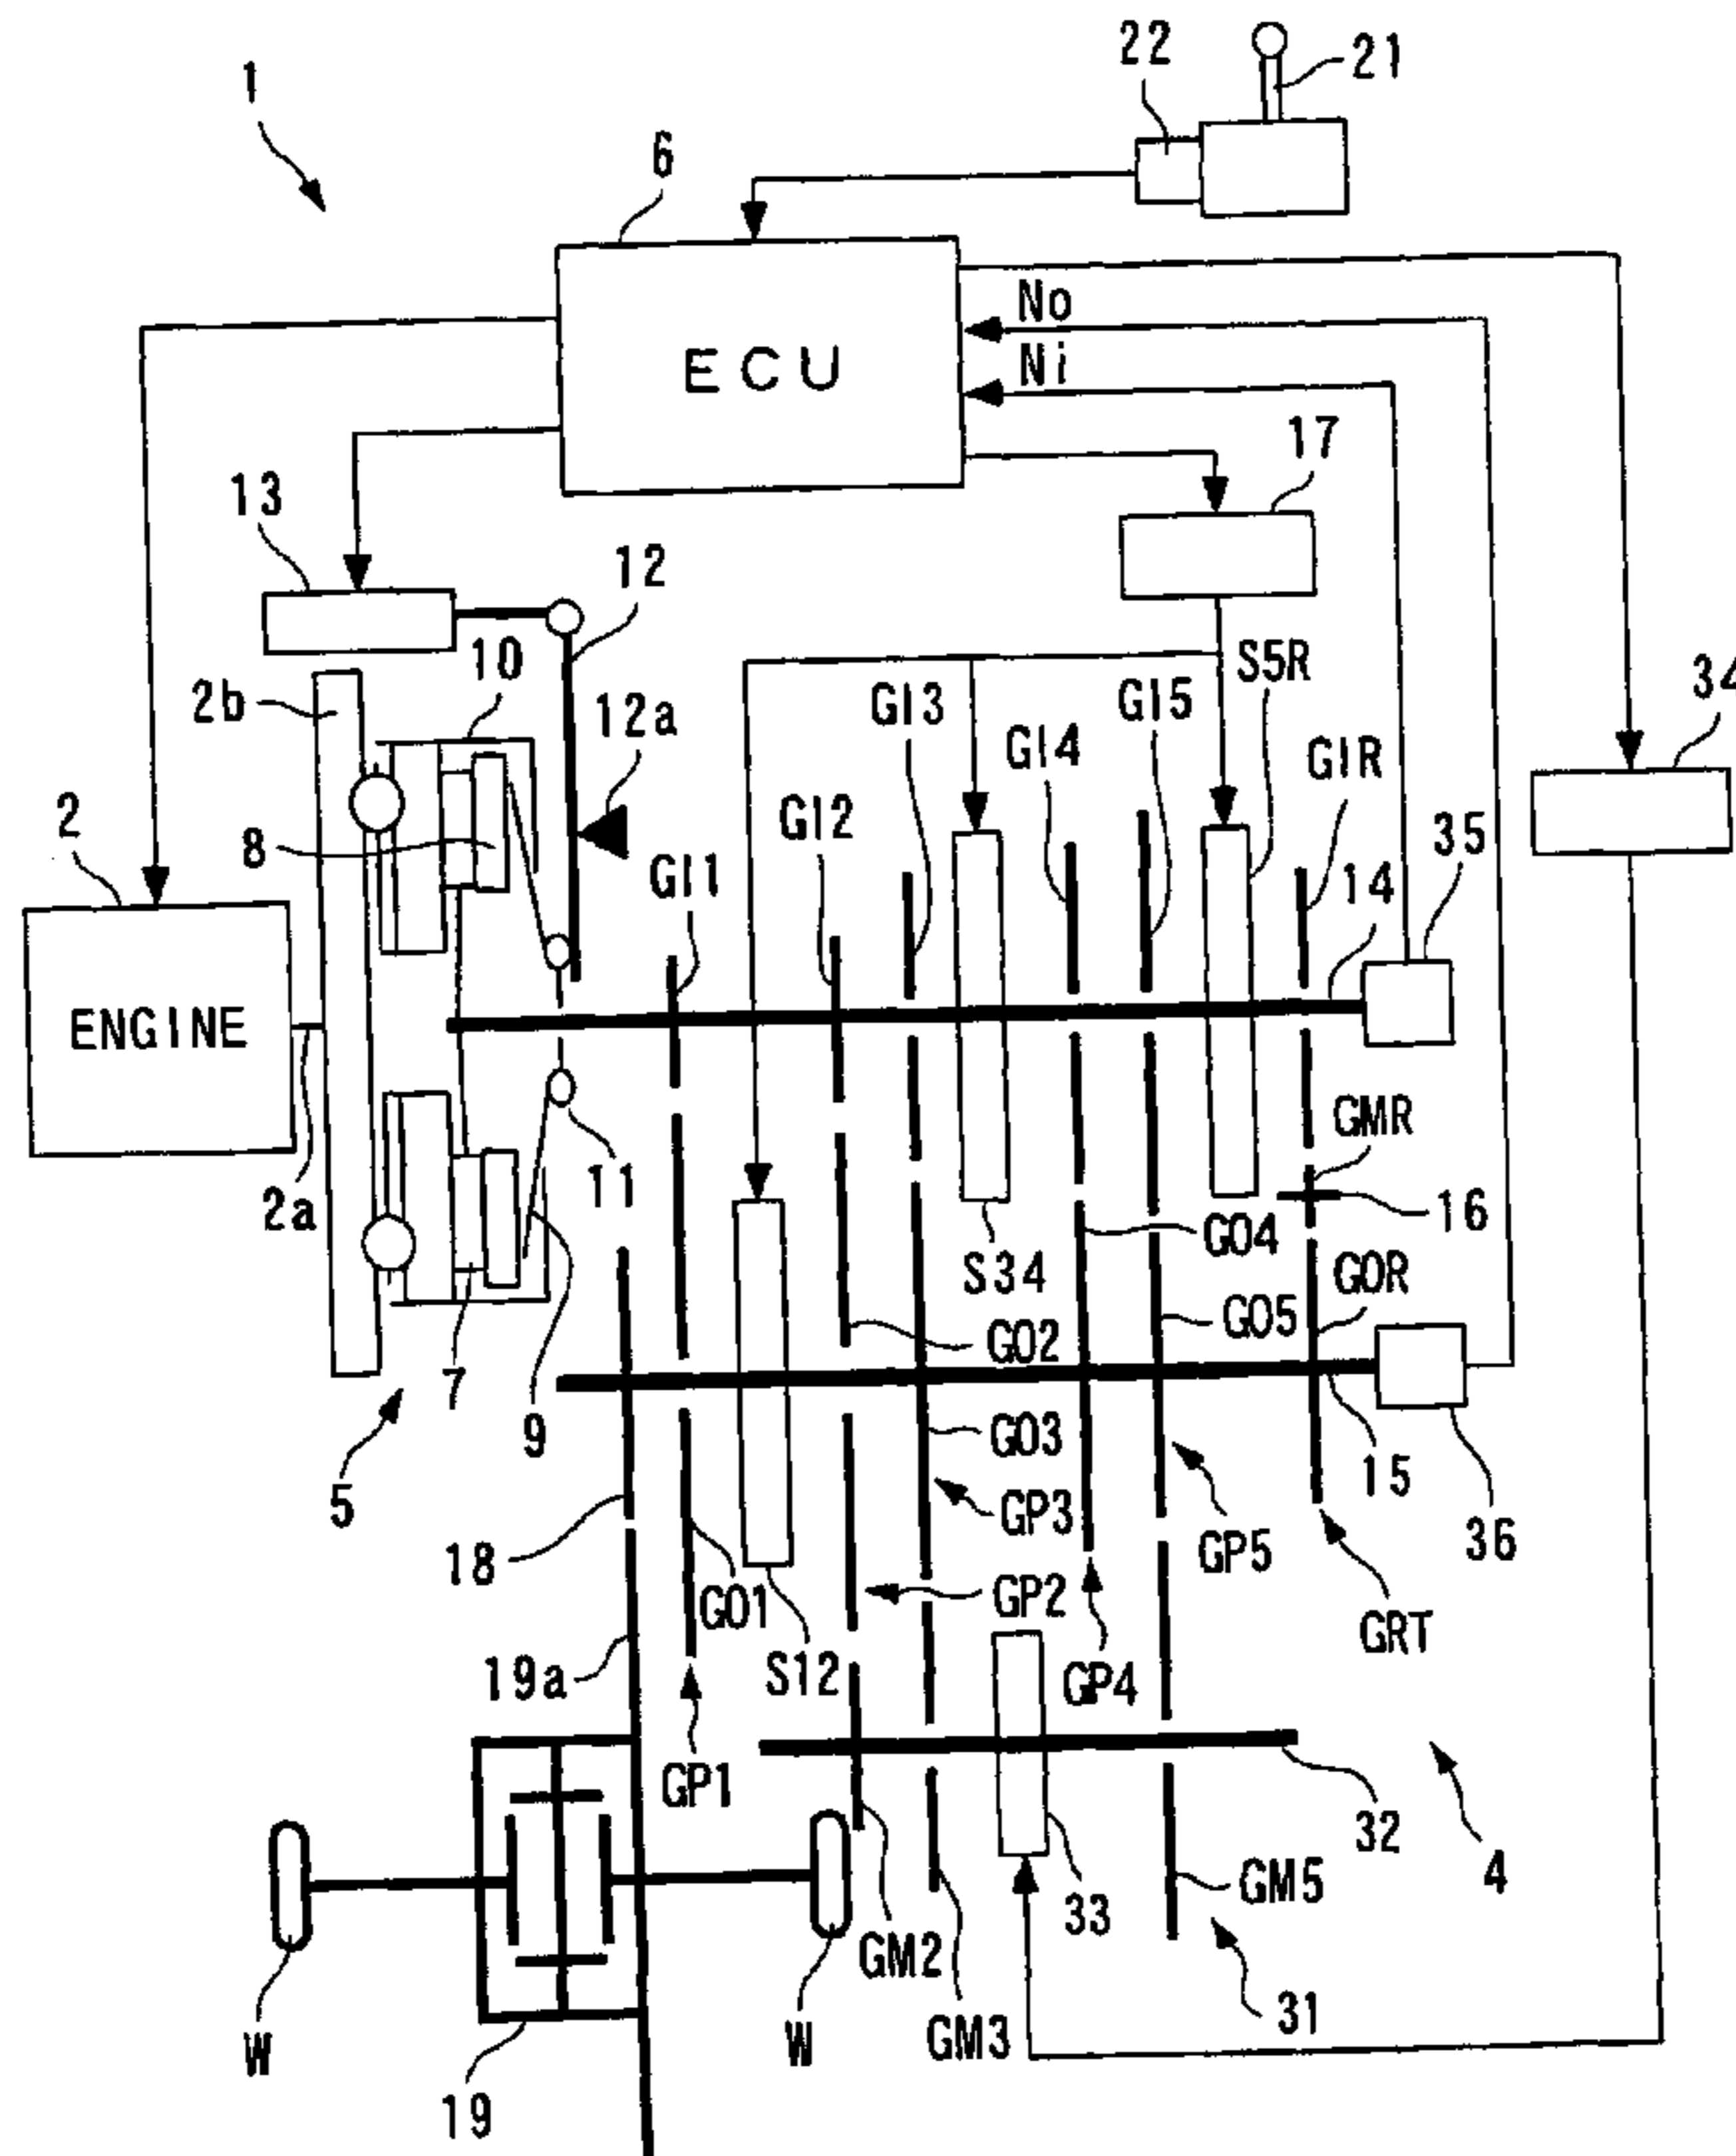 22
21
1
6
No
Ni
ECU
17
13
12
10
S5R
34
2b
12a
GI3
GI5
GI4
GIR
2
8
GI2
35
GI1
14
ENGINE
GMR
2a
11
16
GO4
S34
GOR
GO2
GO5
7
9
GO3
15
5
GP3
36
18
GP5
GO1
GP2
GRT
19a
S12
GP4
GP1
32
33
GM5
4
GM2
31
W
W
GM3
19